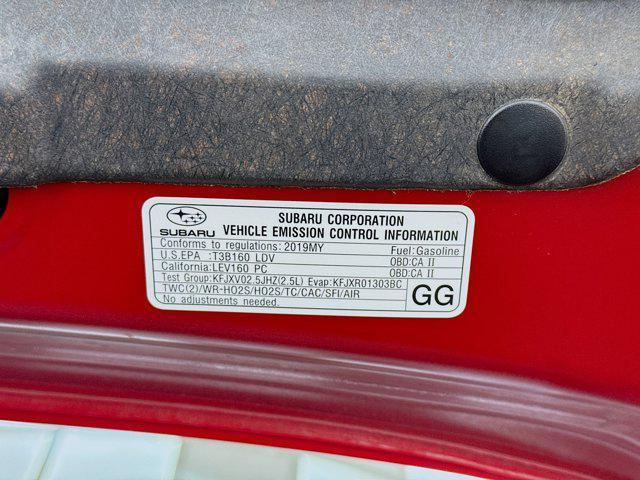 SUBARU CORPORATION
SUBARU VEHICLE EMISSION CONTROL INFORMATION
Conforms to regulations: 2019MY Fuel:Gasoline
U.S.EPA :T3B160 LDV OBD:CA II
California:LEV160 PC OBD:CA II
Test Group:KFJXV02.5JHZ(2.5L) Evap:KFJXR01303BC
TWC(2)/WR-HO2S/HO2S/TC/CAC/SFI/AIR
No adjustments needed.
GG